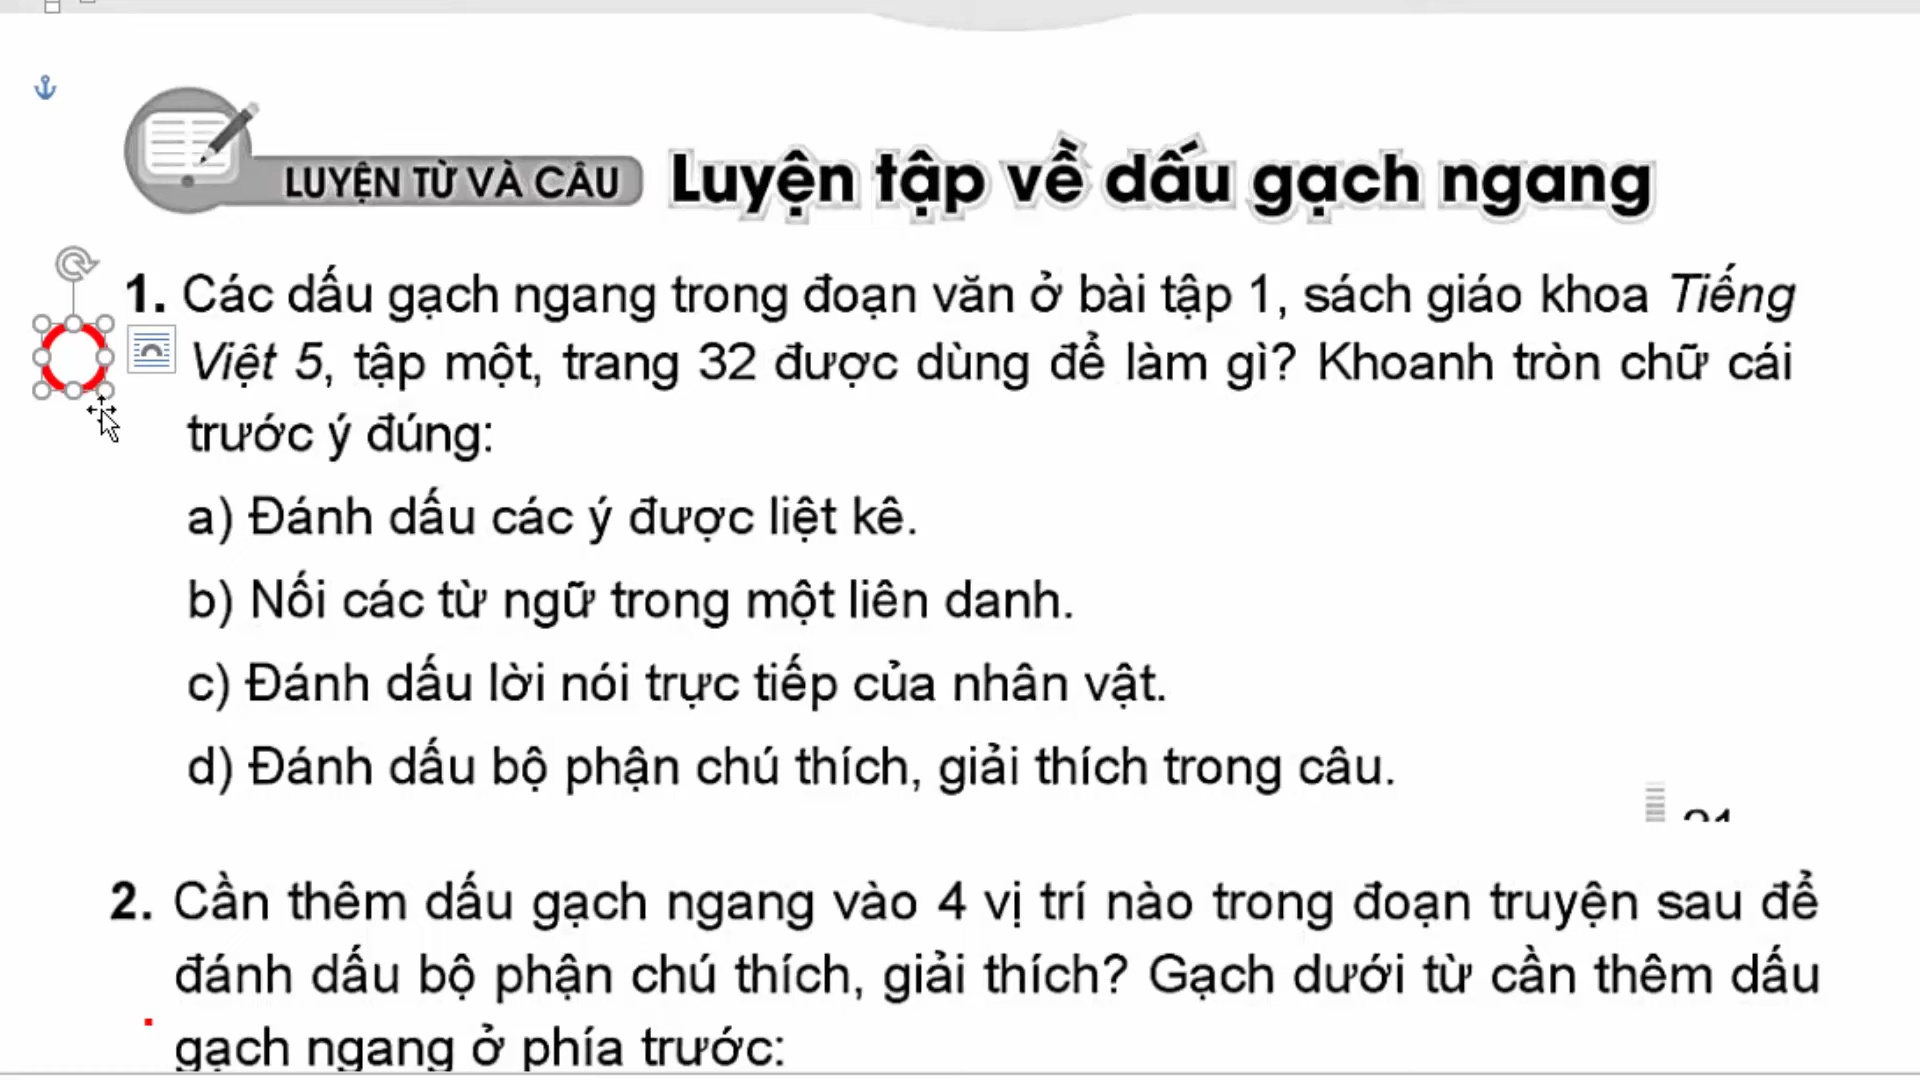 LUYỆN TỪ VÀ CÂU Luyện tập về dấu gạch ngang
1. Các dấu gạch ngang trong đoạn văn ở bài tập 1, sách giáo khoa Tiếng
Việt 5, tập một, trang 32 được dùng để làm gì? Khoanh tròn chữ cái
trước ý đúng:
a) Đánh dấu các ý được liệt kê.
b) Nối các từ ngữ trong một liên danh.
c) Đánh dấu lời nói trực tiếp của nhân vật.
d) Đánh dấu bộ phận chú thích, giải thích trong câu.
2. Cần thêm dấu gạch ngang vào 4 vị trí nào trong đoạn truyện sau để
đánh dấu bộ phận chú thích, giải thích? Gạch dưới từ cần thêm dấu
gạch ngang ở phía trước: